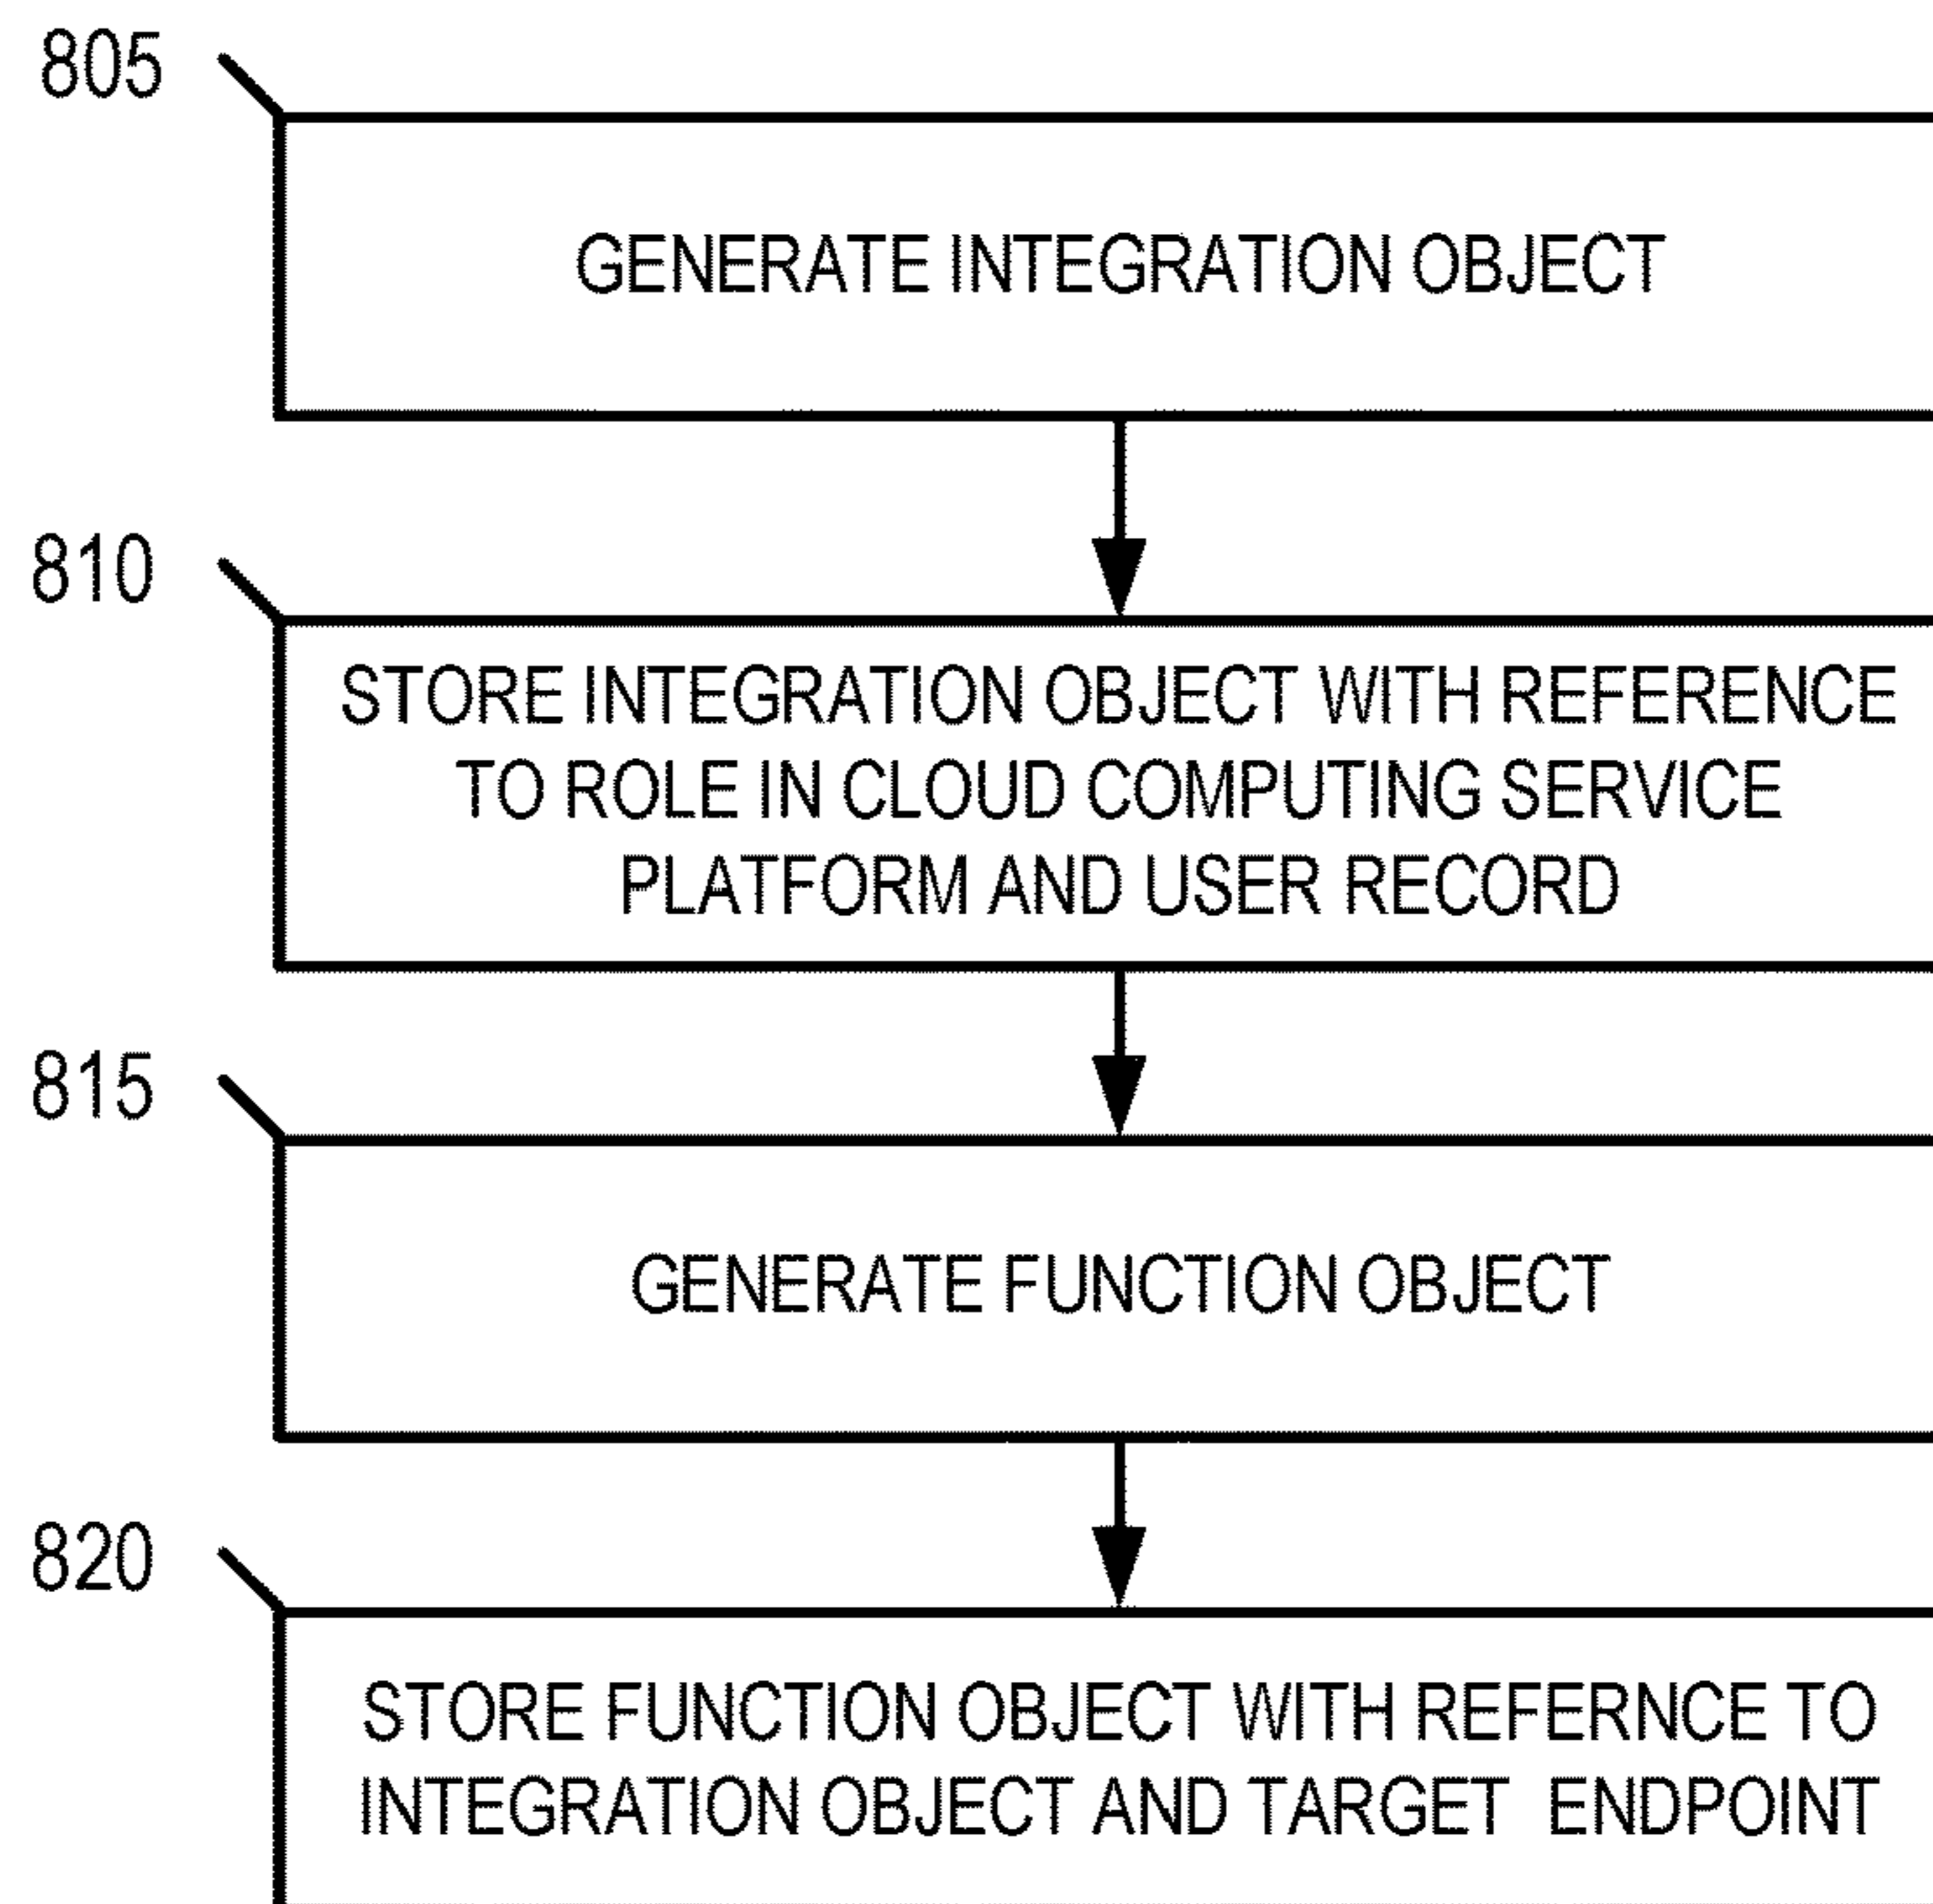 805
GENERATE INTEGRATION OBJECT
810
STORE INTEGRATION OBJECT WITH REFERENCE
TO ROLE IN CLOUD COMPUTING SERVICE
PLATFORM AND USER RECORD
815
GENERATE FUNCTION OBJECT
820
STORE FUNCTION OBJECT WITH REFERNCE TO
INTEGRATION OBJECT AND TARGET ENDPOINT